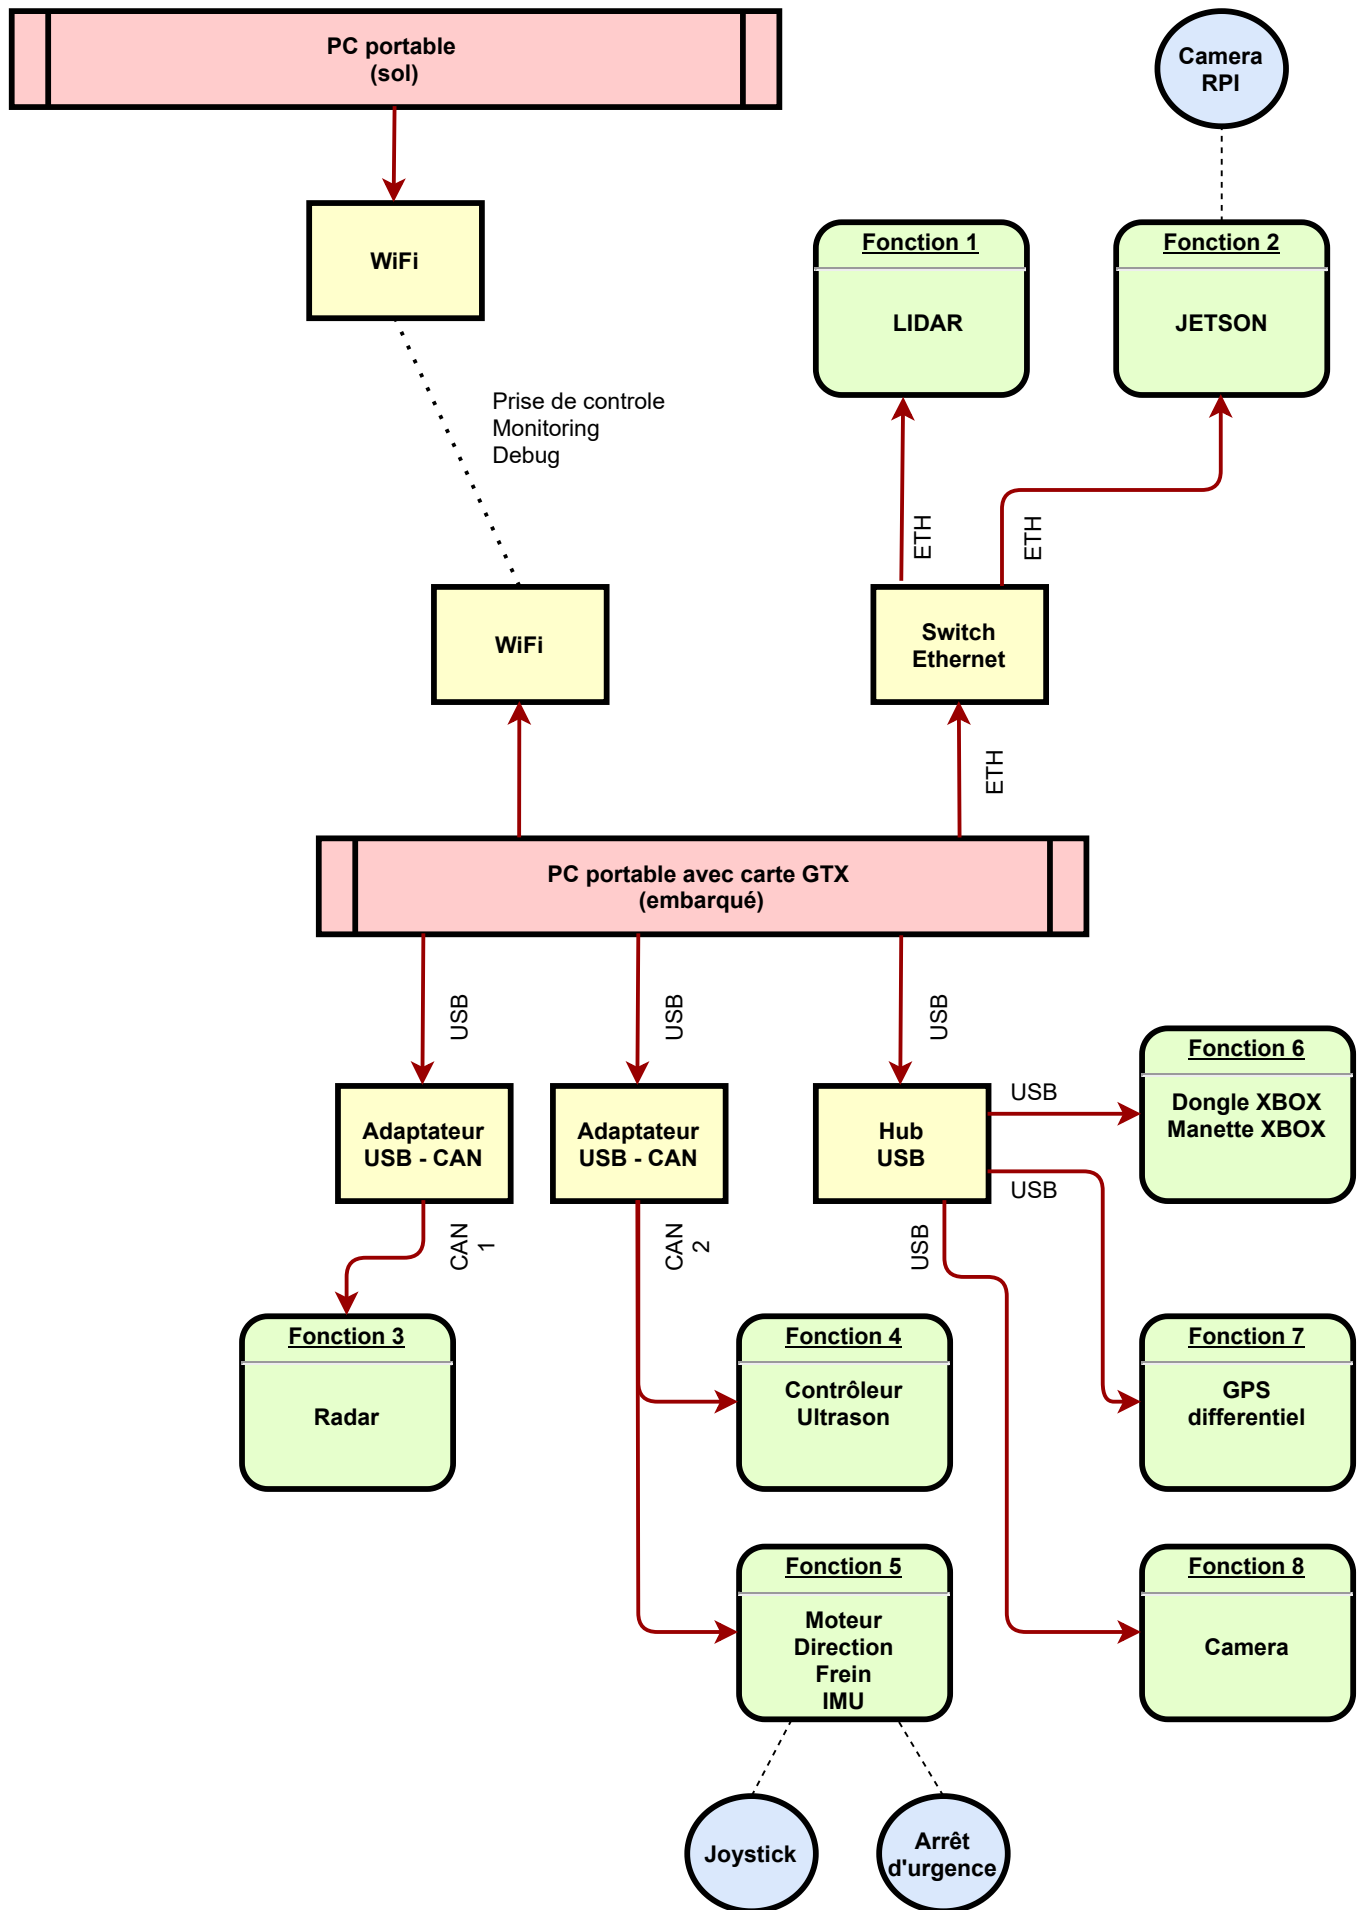 PC portable
(sol)
Camera
RPI
WiFi
Fonction 1
LIDAR
Fonction 2
JETSON
Prise de controle
Monitoring
Debug
ETH
ETH
WiFi
Switch
Ethernet
ETH
PC portable avec carte GTX
(embarqué)
USB
USB
USB
Adaptateur
USB - CAN
Adaptateur
USB - CAN
Hub
USB
USB
USB
USB
Fonction 6
Dongle XBOX
Manette XBOX
CAN
1
CAN
2
Fonction 3
Radar
Fonction 4
Contrôleur
Ultrason
Fonction 7
GPS
differentiel
Fonction 5
Moteur
Direction
Frein
IMU
Fonction 8
Camera
Joystick
Arrêt
d'urgence